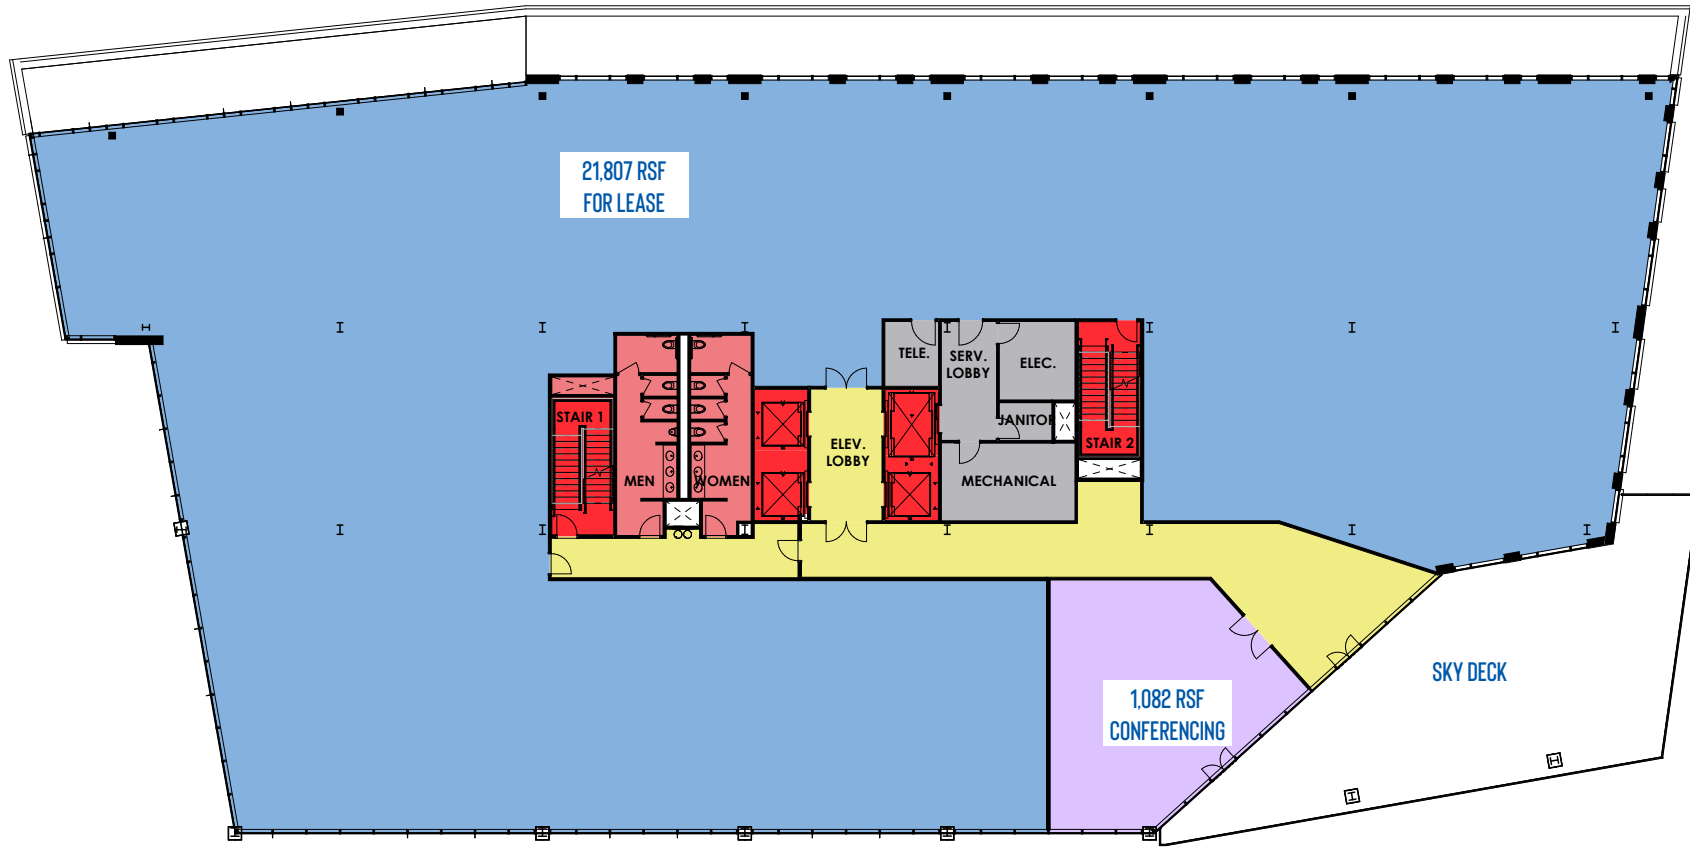 21,807 RSF
FOR LEASE
TELE.
SERV.
LOBBY
ELEC.
STAIR 1
JANITOR
STAIR 2
ELEV.
LOBBY
MEN
WOMEN
MECHANICAL
SKY DECK
1,082 RSF
CONFERENCING